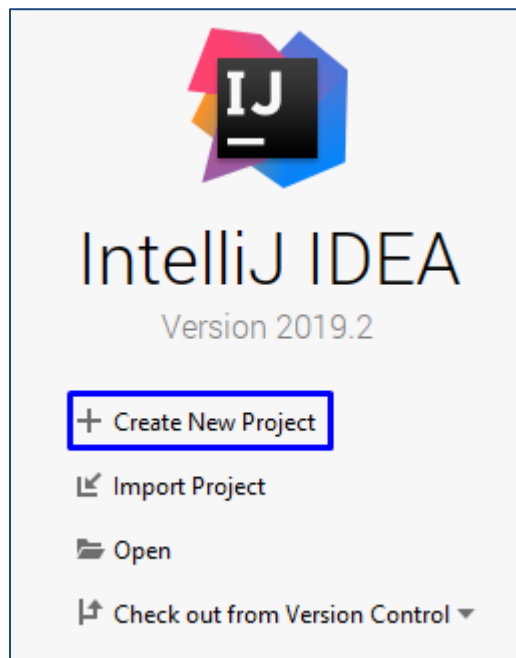 IJ
IntelliJ IDEA
Version 2019.2
Create New Project
Import Project
Open
Check out from Version Control